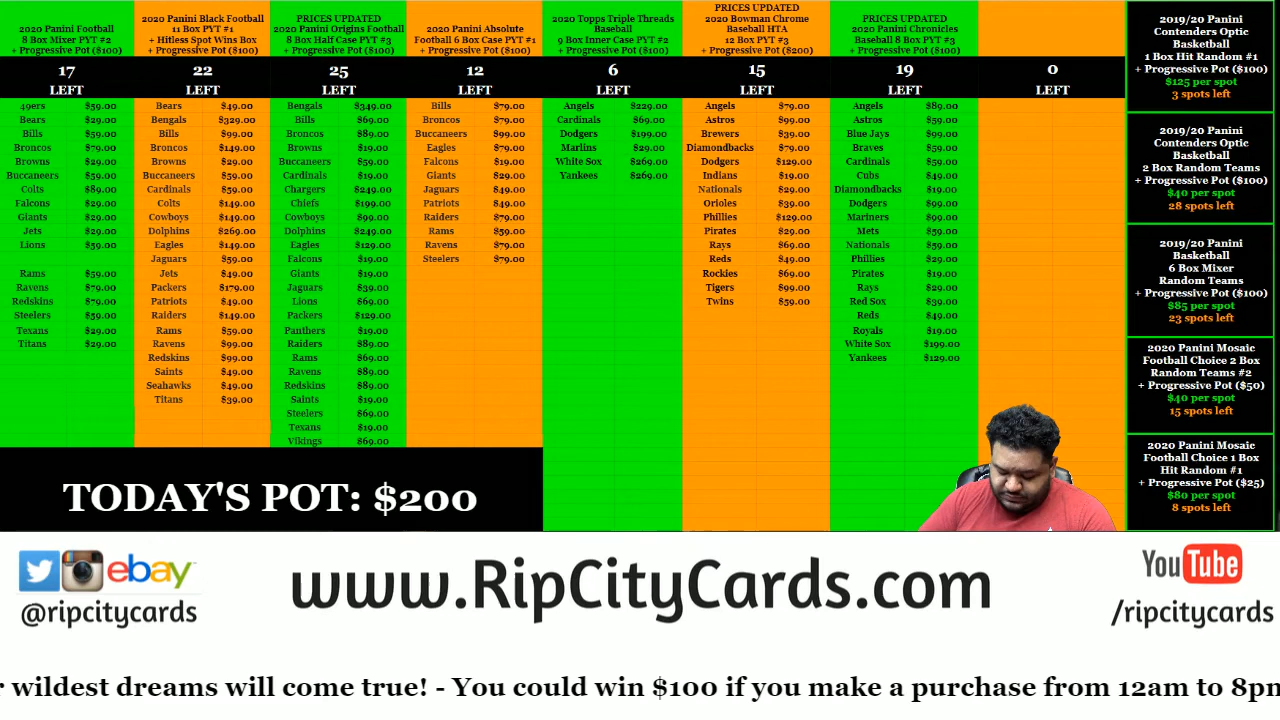 2020 Panini Football
8 Box Mixer PYT #2
+ Progressive Pot ($100)
17
LEFT
49ers $59.00
Bears $29.00
Bills $59.00
Broncos $79.00
Browns $29.00
Buccaneers $59.00
Colts $89.00
Falcons $29.00
Giants $29.00
Jets $29.00
Lions $59.00
Rams $59.00
Ravens $79.00
Redskins $79.00
Steelers $59.00
Texans $29.00
Titans $29.00
2020 Panini Black Football
11 Box PYT #1
+ Hitless Spot Wins Box
+ Progressive Pot ($100)
22
LEFT
Bears $49.00
Bengals $329.00
Bills $99.00
Broncos $149.00
Browns $29.00
Buccaneers $59.00
Cardinals $59.00
Colts $149.00
Cowboys $149.00
Dolphins $269.00
Eagles $149.00
Jaguars $59.00
Jets $49.00
Packers $179.00
Patriots $49.00
Raiders $149.00
Rams $59.00
Ravens $99.00
Redskins $99.00
Saints $49.00
Seahawks $49.00
Titans $39.00
PRICES UPDATED
2020 Panini Origins Football
8 Box Half Case PYT #3
+ Progressive Pot ($100)
25
LEFT
Bengals $349.00
Bills $69.00
Broncos $89.00
Browns $19.00
Buccaneers $59.00
Cardinals $19.00
Chargers $249.00
Chiefs $199.00
Cowboys $99.00
Dolphins $249.00
Eagles $129.00
Falcons $19.00
Giants $19.00
Jaguars $39.00
Lions $69.00
Packers $129.00
Panthers $19.00
Raiders $89.00
Rams $69.00
Ravens $89.00
Redskins $89.00
Saints $19.00
Steelers $69.00
Texans $19.00
Vikings $69.00
2020 Panini Absolute
Football 6 Box Case PYT #1
+ Progressive Pot ($100)
12
LEFT
Bills $79.00
Broncos $79.00
Buccaneers $99.00
Eagles $79.00
Falcons $19.00
Giants $29.00
Jaguars $49.00
Patriots $49.00
Raiders $79.00
Rams $59.00
Ravens $79.00
Steelers $79.00
2020 Topps Triple Threads
Baseball
9 Box Inner Case PYT #2
+ Progressive Pot ($100)
6
LEFT
Angels $229.00
Cardinals $69.00
Dodgers $199.00
Marlins $29.00
White Sox $269.00
Yankees $269.00
PRICES UPDATED
2020 Bowman Chrome
Baseball HTA
12 Box PYT #3
+ Progressive Pot ($200)
15
LEFT
Angels $79.00
Astros $99.00
Brewers $39.00
Diamondbacks $79.00
Dodgers $129.00
Indians $19.00
Nationals $29.00
Orioles $39.00
Phillies $129.00
Pirates $29.00
Rays $69.00
Reds $49.00
Rockies $69.00
Tigers $99.00
Twins $59.00
PRICES UPDATED
2020 Panini Chronicles
Baseball 8 Box PYT #3
+ Progressive Pot ($100)
19
LEFT
Angels $89.00
Astros $59.00
Blue Jays $99.00
Braves $59.00
Cardinals $59.00
Cubs $49.00
Diamondbacks $19.00
Dodgers $99.00
Mariners $99.00
Mets $59.00
Nationals $59.00
Phillies $29.00
Pirates $19.00
Rays $29.00
Red Sox $39.00
Reds $49.00
Royals $19.00
White Sox $199.00
Yankees $129.00
0
LEFT
2019/20 Panini
Contenders Optic
Basketball
1 Box Hit Random #1
+ Progressive Pot ($100)
$125 per spot
3 spots left
2019/20 Panini
Contenders Optic
Basketball
2 Box Random Teams
+ Progressive Pot ($100)
$40 per spot
28 spots left
2019/20 Panini
Basketball
6 Box Mixer
Random Teams
+ Progressive Pot ($100)
$85 per spot
23 spots left
2020 Panini Mosaic
Football Choice 2 Box
Random Teams #2
+ Progressive Pot ($50)
$40 per spot
15 spots left
2020 Panini Mosaic
Football Choice 1 Box
Hit Random #1
+ Progressive Pot ($25)
$80 per spot
8 spots left
TODAY'S POT: $200
ebay
@ripcitycards
www.RipCityCards.com
YouTube
/ripcitycards
r wildest dreams will come true! - You could win $100 if you make a purchase from 12am to 8pm